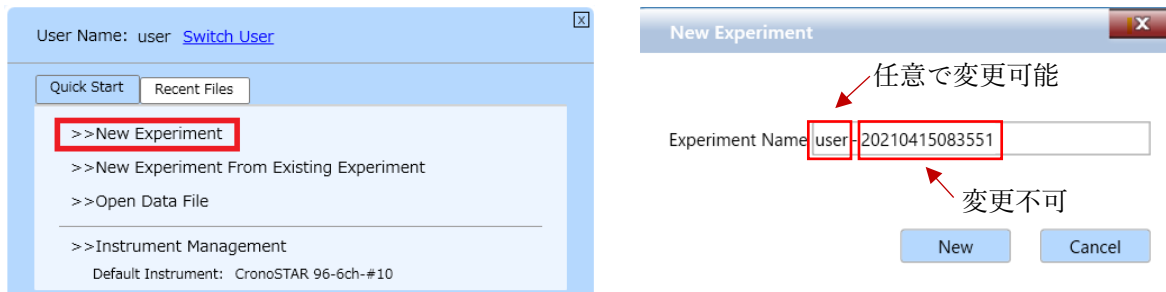 User Name: user Switch User
X
Quick Start
Recent Files
>>New Experiment
>>New Experiment From Existing Experiment
>>Open Data File
>>Instrument Management
Default Instrument: CronoSTAR 96-6ch-#10
New Experiment
X
任意で変更可能
Experiment Name user-20210415083551
変更不可
New
Cancel